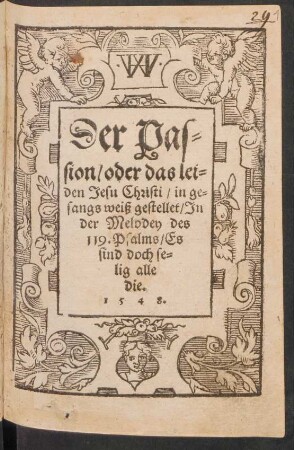 29
Der Pas-
sion/oder das lei-
den Jesu Christi/in ge-
sangs weiß gestellet/In
der Melodey des
119.Psalms/Es
sind doch se-
lig alle
die.
1548.